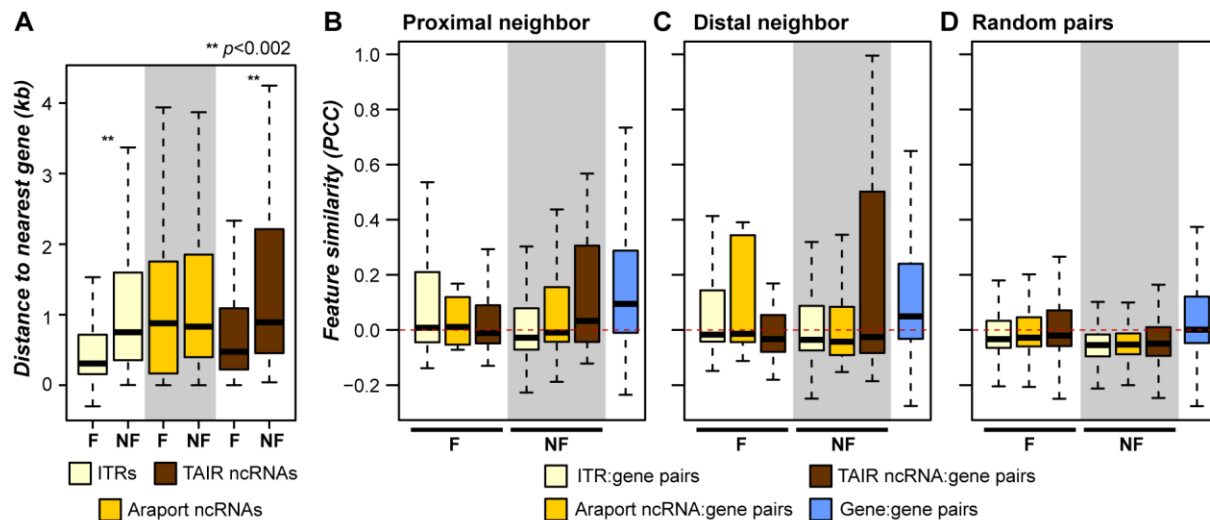 A
** p<0.002
Distance to nearest gene (kb)
4
3
2
1
0
**
**
F NF F NF F NF
ITRs
TAIR ncRNAs
Araport ncRNAs
B
Proximal neighbor
Feature similarity (PCC)
1.0
0.8
0.6
0.4
0.2
0.0
−0.2
F
NF
C
Distal neighbor
F
NF
D
Random pairs
F
NF
ITR:gene pairs
TAIR ncRNA:gene pairs
Araport ncRNA:gene pairs
Gene:gene pairs